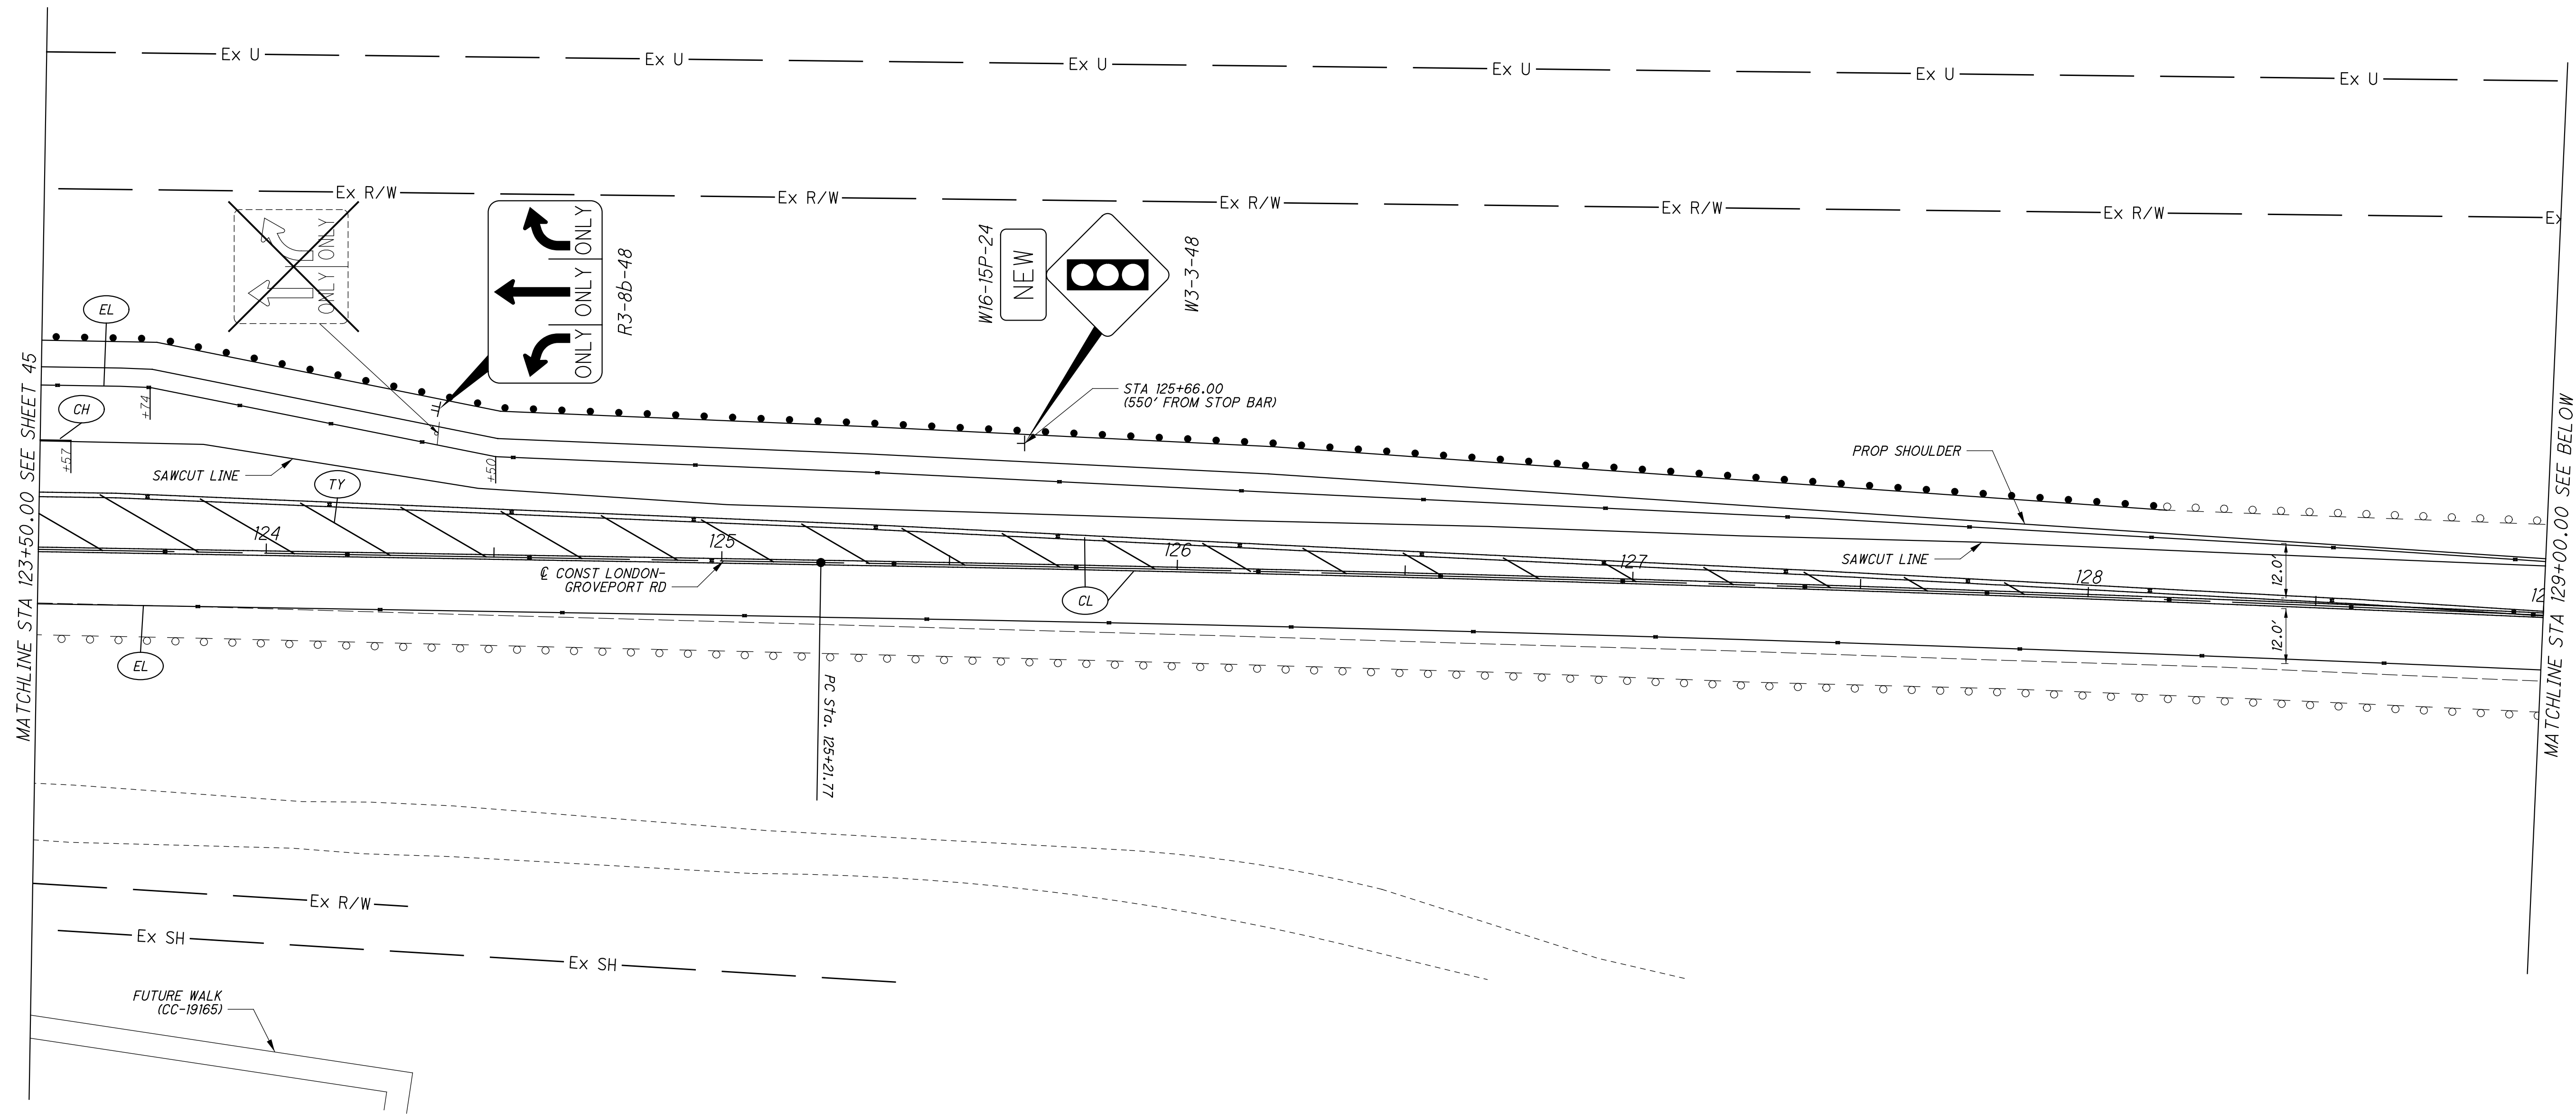 Ex U
Ex U
Ex U
Ex U
Ex U
Ex U
Ex R/W
Ex R/W
Ex R/W
Ex R/W
Ex R/W
Ex
ONLY
ONLY
ONLY
ONLY
ONLY
R3-8b-48
W16-15P-24
NEW
W3-3-48
EL
CH
+74
+57
+50
SAWCUT LINE
TY
STA 125+66.00
(550' FROM STOP BAR)
PROP SHOULDER
SAWCUT LINE
124
125
126
127
128
12
℄ CONST LONDON-
GROVEPORT RD
CL
12.0'
12.0'
EL
PC Sta. 125+21.77
MATCHLINE STA 123+50.00 SEE SHEET 45
MATCHLINE STA 129+00.00 SEE BELOW
Ex R/W
Ex SH
Ex SH
FUTURE WALK
(CC-19165)